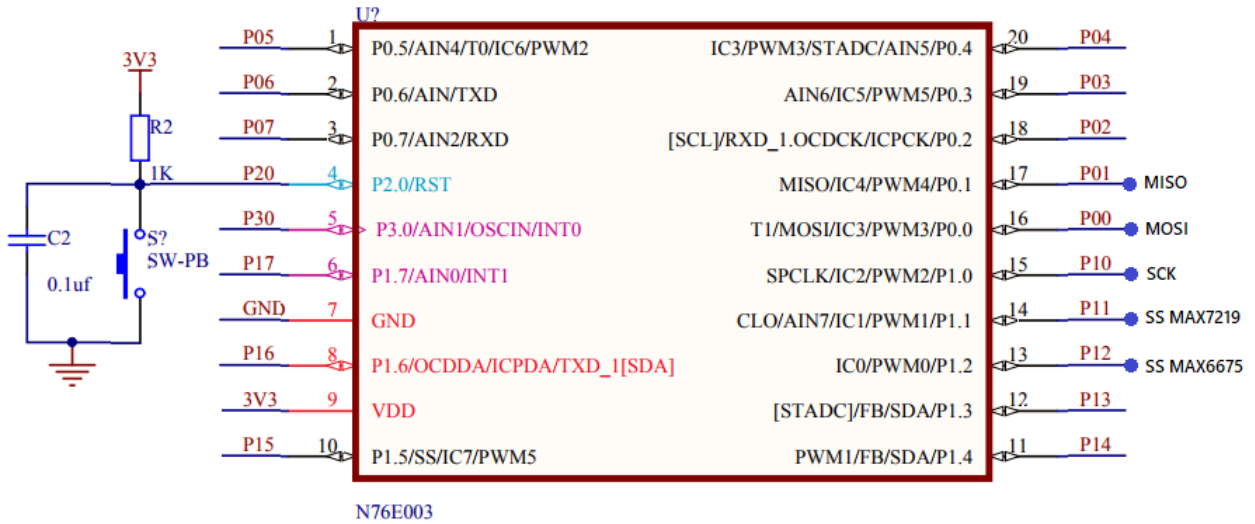 U?
P05 1 P0.5/AIN4/T0/IC6/PWM2 IC3/PWM3/STADC/AIN5/P0.4 20 P04
3V3
P06 2 P0.6/AIN/TXD AIN6/IC5/PWM5/P0.3 19 P03
R2 P07 3 P0.7/AIN2/RXD [SCL]/RXD_1.OCDCK/ICPCK/P0.2 18 P02
1K P20 4 P2.0/RST MISO/IC4/PWM4/P0.1 17 P01 MISO
C2 S? P30 5 P3.0/AIN1/OSCIN/INT0 T1/MOSI/IC3/PWM3/P0.0 16 P00 MOSI
SW-PB P17 6 P1.7/AIN0/INT1 SPCLK/IC2/PWM2/P1.0 15 P10 SCK
0.1uf
GND 7 GND CLO/AIN7/IC1/PWM1/P1.1 14 P11 SS MAX7219
P16 8 P1.6/OCDDA/ICPDA/TXD_1[SDA] IC0/PWM0/P1.2 13 P12 SS MAX6675
3V3 9 VDD [STADC]/FB/SDA/P1.3 12 P13
P15 10 P1.5/SS/IC7/PWM5 PWM1/FB/SDA/P1.4 11 P14
N76E003